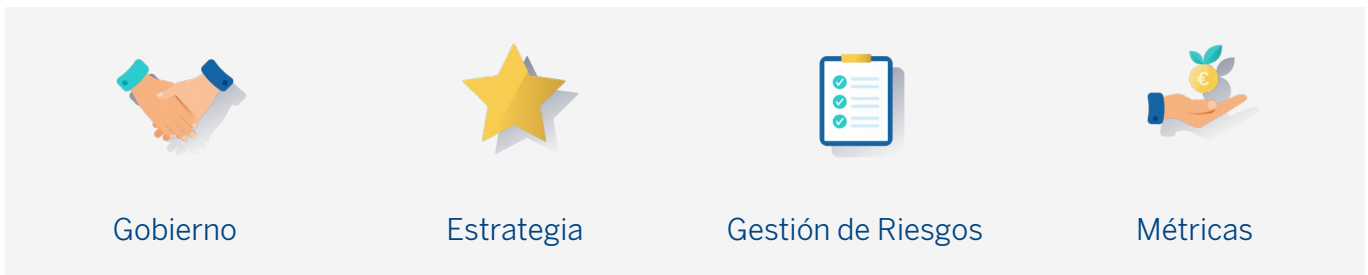 €
Gobierno
Estrategia
Gestión de Riesgos
Métricas